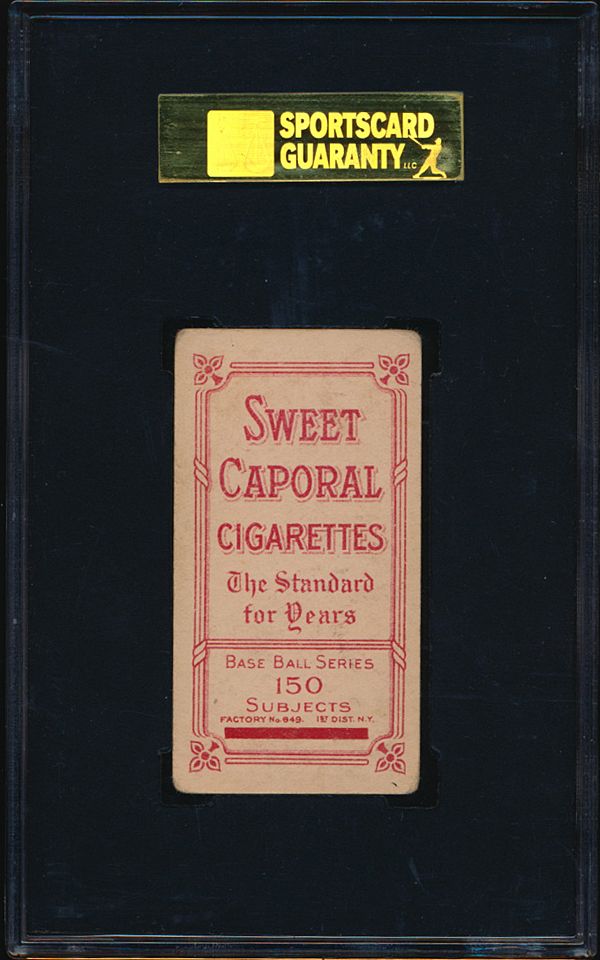 SPORTSCARD
GUARANTY LLC
SWEET
CAPORAL
CIGARETTES
The Standard
for Years
BASE BALL SERIES
150
SUBJECTS
FACTORY No. 649. 1ST DIST. N.Y.